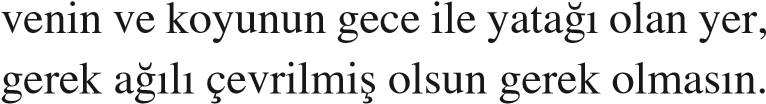 venin ve koyunun gece ile yatağı olan yer,
gerek ağılı çevrilmiş olsun gerek olmasın.